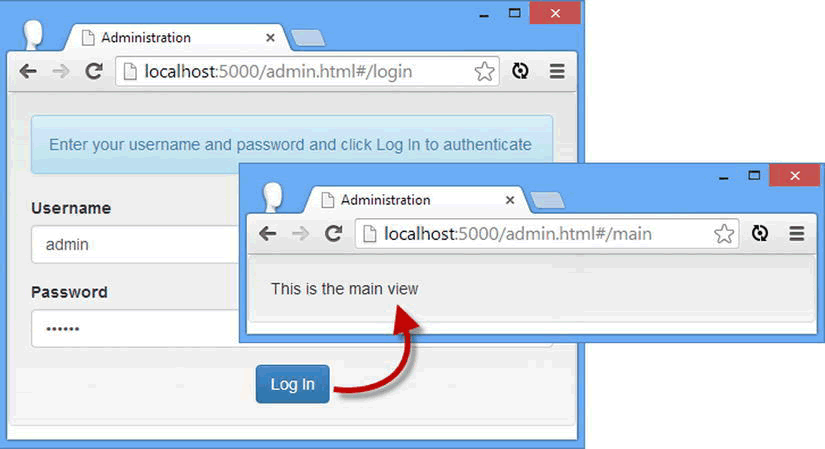 Administration
localhost:5000/admin.html#/login
Enter your username and password and click Log In to authenticate
Username
admin
Password
••••••
Log In
Administration
localhost:5000/admin.html#/main
This is the main view